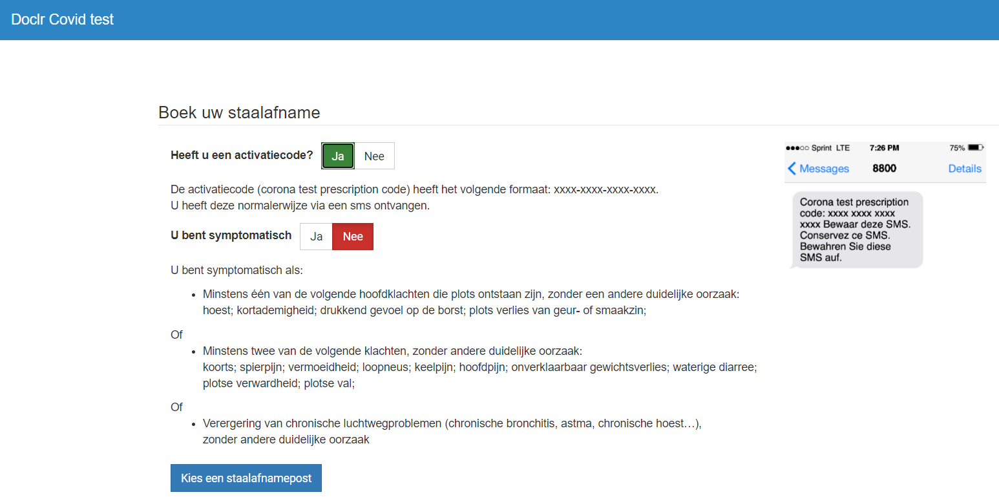 Doclr Covid test
Boek uw staalafname
Heeft u een activatiecode? Ja Nee
De activatiecode (corona test prescription code) heeft het volgende formaat: xxxx-xxxx-xxxx-xxxx.
U heeft deze normalerwijze via een sms ontvangen.
U bent symptomatisch Ja Nee
U bent symptomatisch als:
• Minstens één van de volgende hoofdklachten die plots ontstaan zijn, zonder een andere duidelijke oorzaak:
hoest; kortademigheid; drukkend gevoel op de borst; plots verlies van geur- of smaakzin;
Of
• Minstens twee van de volgende klachten, zonder andere duidelijke oorzaak:
koorts; spierpijn; vermoeidheid; loopneus; keelpijn; hoofdpijn; onverklaarbaar gewichtsverlies; waterige diarree;
plotse verwardheid; plotse val;
Of
• Verergering van chronische luchtwegproblemen (chronische bronchitis, astma, chronische hoest…),
zonder andere duidelijke oorzaak
Kies een staalafnamepost
Sprint LTE 7:26 PM 75%
Messages 8800 Details
Corona test prescription
code: xxxx xxxx xxxx
xxxx Bewaar deze SMS.
Conservez ce SMS.
Bewahren Sie diese
SMS auf.